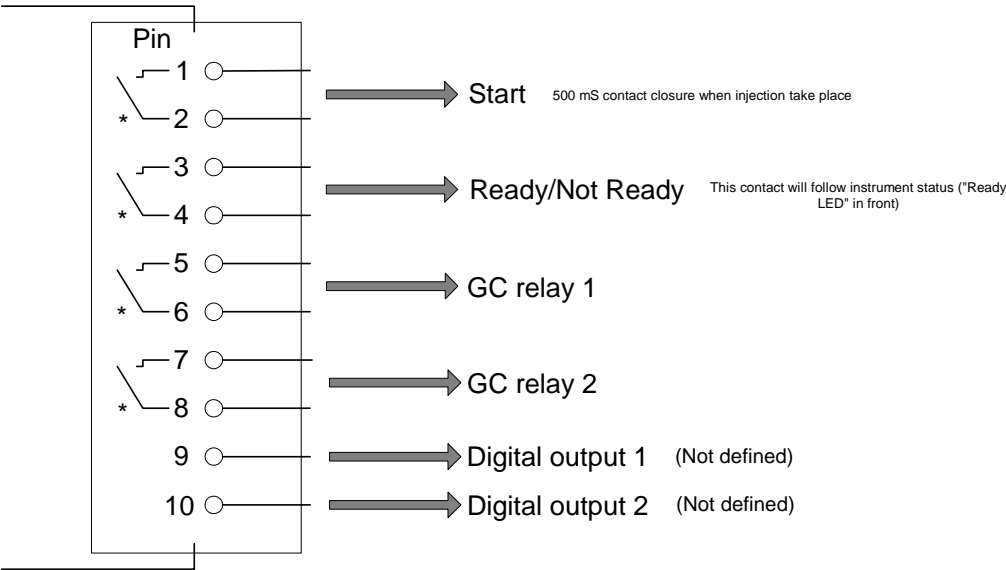 Pin
1
Start 500 mS contact closure when injection take place
* 2
3
Ready/Not Ready This contact will follow instrument status ("Ready
LED" in front)
* 4
5
GC relay 1
* 6
7
GC relay 2
* 8
9 Digital output 1 (Not defined)
10 Digital output 2 (Not defined)